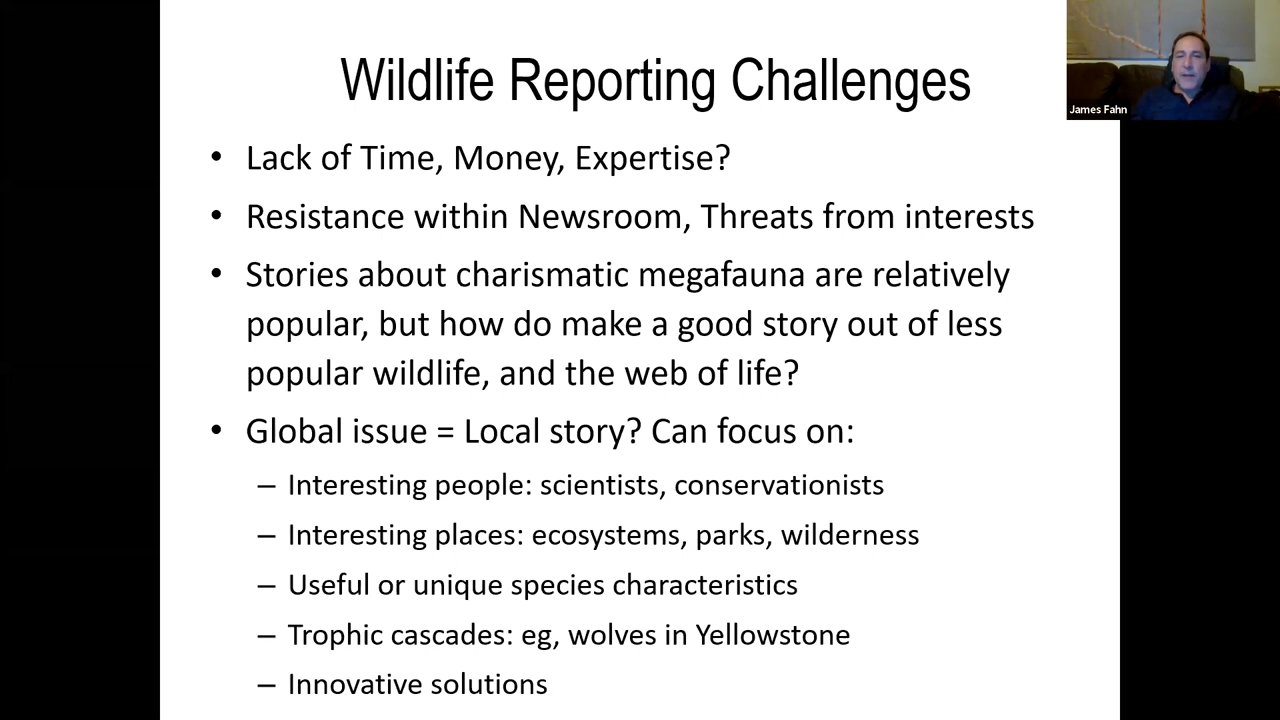 Wildlife Reporting Challenges
James Fahn
• Lack of Time, Money, Expertise?
• Resistance within Newsroom, Threats from interests
• Stories about charismatic megafauna are relatively
popular, but how do make a good story out of less
popular wildlife, and the web of life?
• Global issue = Local story? Can focus on:
– Interesting people: scientists, conservationists
– Interesting places: ecosystems, parks, wilderness
– Useful or unique species characteristics
– Trophic cascades: eg, wolves in Yellowstone
– Innovative solutions